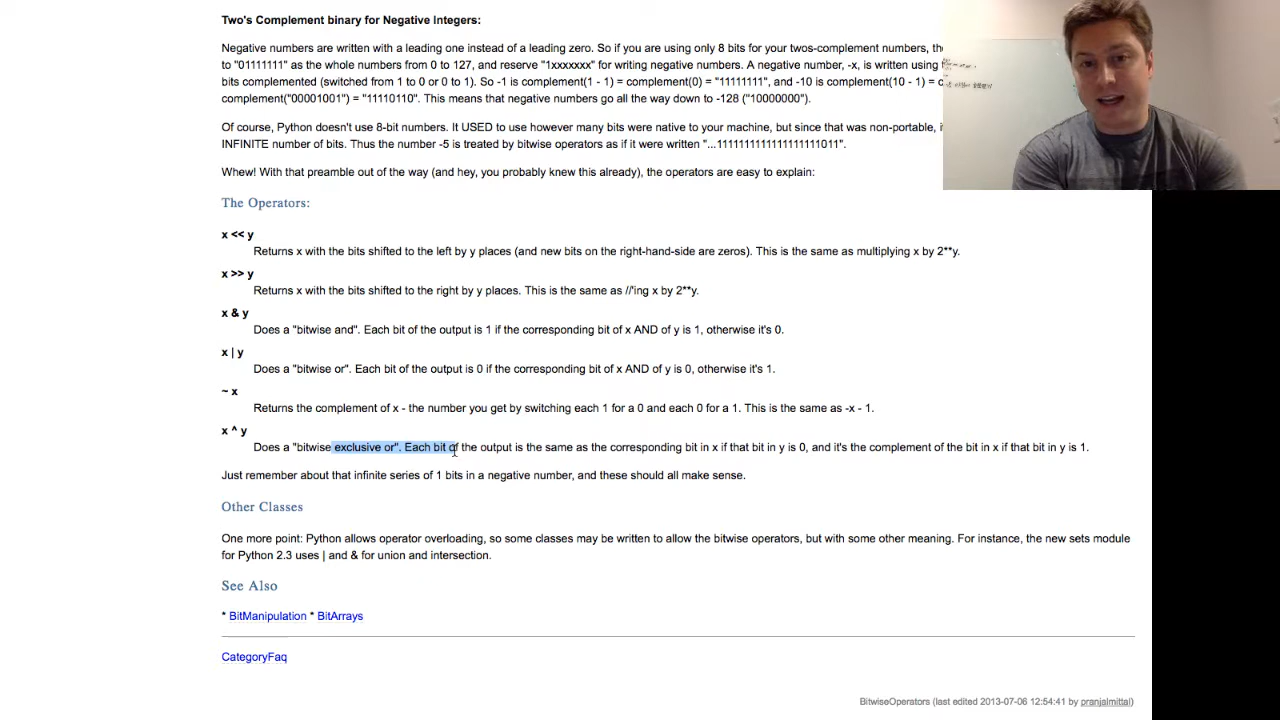 Two's Complement binary for Negative Integers:
Negative numbers are written with a leading one instead of a leading zero. So if you are using only 8 bits for your twos-complement numbers, the
to "01111111" as the whole numbers from 0 to 127, and reserve "1xxxxxxx" for writing negative numbers. A negative number, -x, is written using
bits complemented (switched from 1 to 0 or 0 to 1). So -1 is complement(1 - 1) = complement(0) = "11111111", and -10 is complement(10 - 1) =
complement("00001001") = "11110110". This means that negative numbers go all the way down to -128 ("10000000").
Of course, Python doesn't use 8-bit numbers. It USED to use however many bits were native to your machine, but since that was non-portable,
INFINITE number of bits. Thus the number -5 is treated by bitwise operators as if it were written "...1111111111111111111011".
Whew! With that preamble out of the way (and hey, you probably knew this already), the operators are easy to explain:
The Operators:
x << y
Returns x with the bits shifted to the left by y places (and new bits on the right-hand-side are zeros). This is the same as multiplying x by 2**y.
x >> y
Returns x with the bits shifted to the right by y places. This is the same as //'ing x by 2**y.
x & y
Does a "bitwise and". Each bit of the output is 1 if the corresponding bit of x AND of y is 1, otherwise it's 0.
x | y
Does a "bitwise or". Each bit of the output is 0 if the corresponding bit of x AND of y is 0, otherwise it's 1.
~ x
Returns the complement of x - the number you get by switching each 1 for a 0 and each 0 for a 1. This is the same as -x - 1.
x ^ y
Does a "bitwise exclusive or". Each bit of the output is the same as the corresponding bit in x if that bit in y is 0, and it's the complement of the bit in x if that bit in y is 1.
Just remember about that infinite series of 1 bits in a negative number, and these should all make sense.
Other Classes
One more point: Python allows operator overloading, so some classes may be written to allow the bitwise operators, but with some other meaning. For instance, the new sets module
for Python 2.3 uses | and & for union and intersection.
See Also
* BitManipulation * BitArrays
CategoryFaq
BitwiseOperators (last edited 2013-07-06 12:54:41 by pranjalmittal)